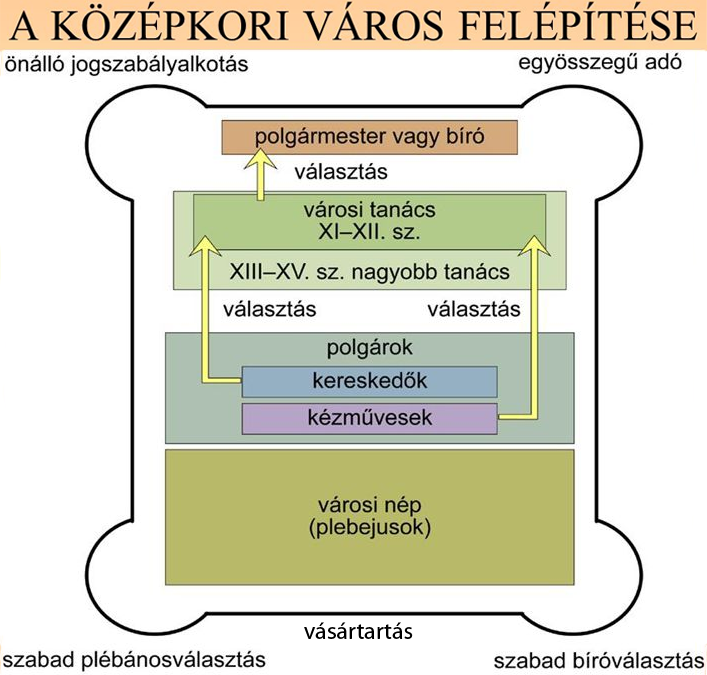 A KÖZÉPKORI VÁROS FELÉPÍTÉSE
önálló jogszabályalkotás
egyösszegű adó
polgármester vagy bíró
választás
városi tanács
XI–XII. sz.
XIII–XV. sz. nagyobb tanács
választás
választás
polgárok
kereskedők
kézművesek
városi nép
(plebejusok)
vásártartás
szabad plébánosválasztás
szabad bíróválasztás